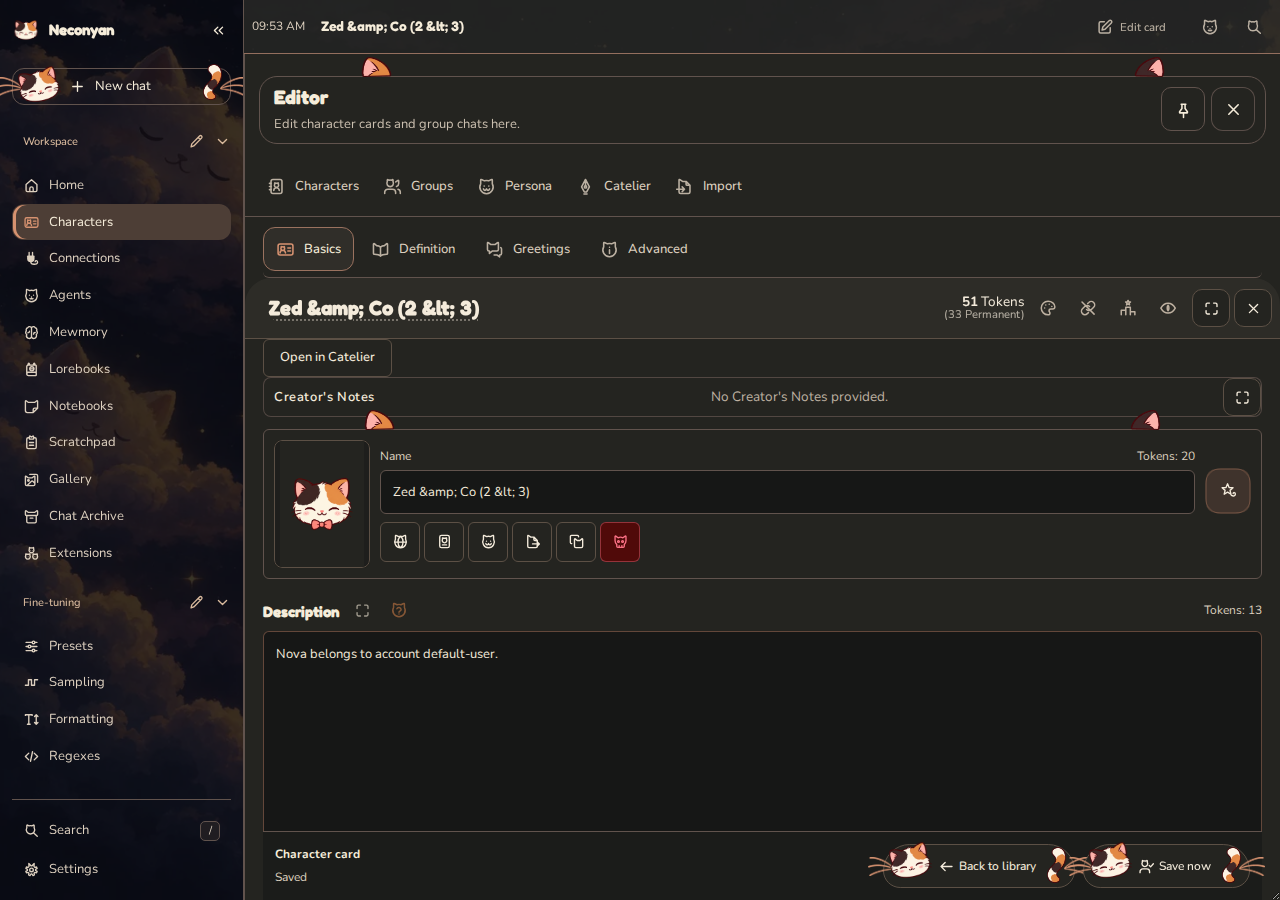 Neconyan
New chat
Workspace
Home
Characters
Connections
Agents
Mewmory
Lorebooks
Notebooks
Scratchpad
Gallery
Chat Archive
Extensions
Fine-tuning
Presets
Sampling
Formatting
Regexes
Search /
Settings
09:53 AM Zed &amp; Co (2 &lt; 3) Edit card
Editor
Edit character cards and group chats here.
Characters Groups Persona Catelier Import
Basics Definition Greetings Advanced
Zed &amp; Co (2 &lt; 3) 51 Tokens
(33 Permanent)
Open in Catelier
Creator's Notes No Creator's Notes provided.
Name Tokens: 20
Zed &amp; Co (2 &lt; 3)
Description Tokens: 13
Nova belongs to account default-user.
Character card
Saved
Back to library Save now